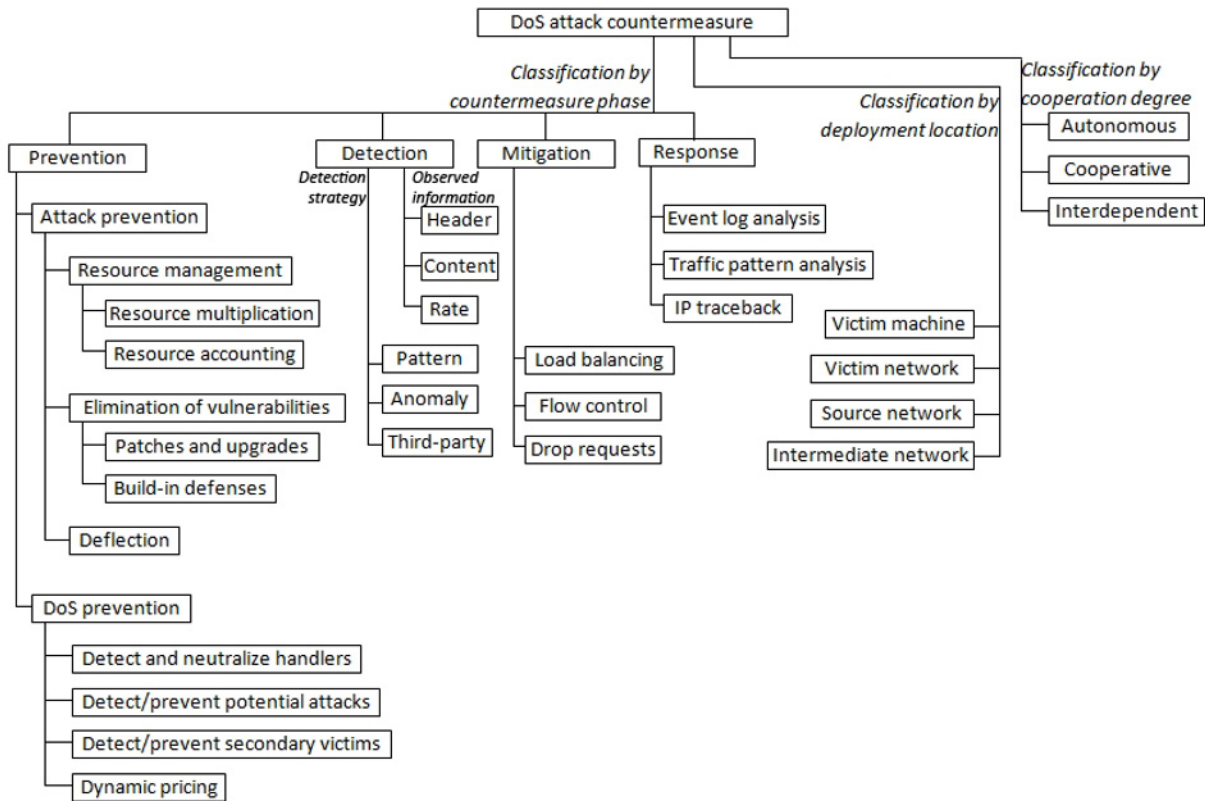 DoS attack countermeasure
Classification by
countermeasure phase
Classification by
deployment location
Classification by
cooperation degree
Prevention
Detection
Mitigation
Response
Autonomous
Cooperative
Interdependent
Attack prevention
Resource management
Resource multiplication
Resource accounting
Elimination of vulnerabilities
Patches and upgrades
Build-in defenses
Deflection
DoS prevention
Detect and neutralize handlers
Detect/prevent potential attacks
Detect/prevent secondary victims
Dynamic pricing
Detection
strategy
Observed
information
Header
Content
Rate
Pattern
Anomaly
Third-party
Load balancing
Flow control
Drop requests
Event log analysis
Traffic pattern analysis
IP traceback
Victim machine
Victim network
Source network
Intermediate network